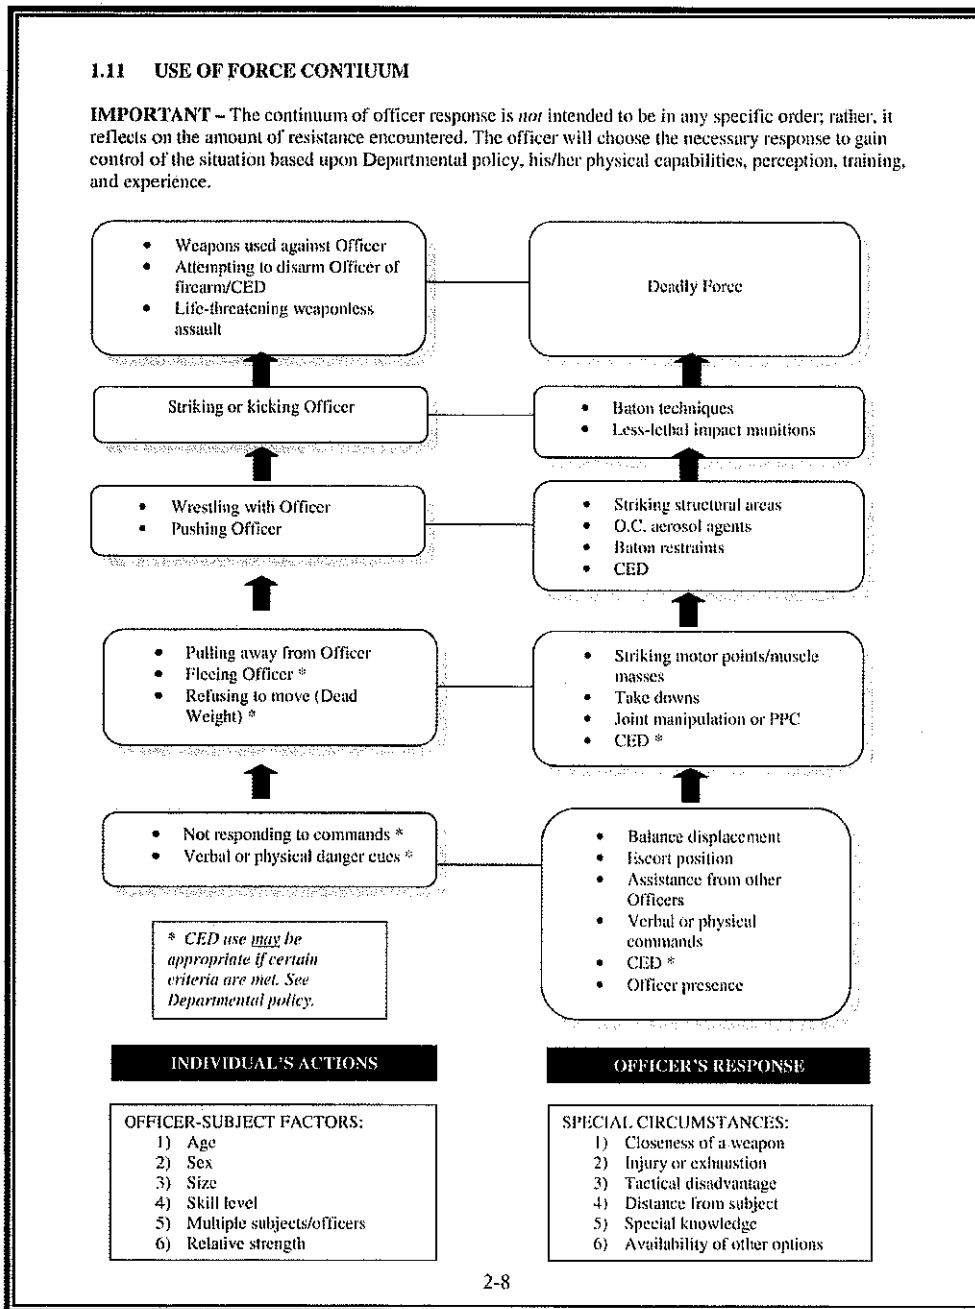 1.11 USE OF FORCE CONTIUUM
IMPORTANT – The continuum of officer response is not intended to be in any specific order; rather, it
reflects on the amount of resistance encountered. The officer will choose the necessary response to gain
control of the situation based upon Departmental policy, his/her physical capabilities, perception, training,
and experience.
• Weapons used against Officer
• Attempting to disarm Officer of
firearm/CED
• Life-threatening weaponless
assault
Deadly Force
Striking or kicking Officer
• Baton techniques
• Less-lethal impact munitions
• Wrestling with Officer
• Pushing Officer
• Striking structural areas
• O.C. aerosol agents
• Baton restraints
• CED
• Pulling away from Officer
• Fleeing Officer *
• Refusing to move (Dead
Weight) *
• Striking motor points/muscle
masses
• Take downs
• Joint manipulation or PPC
• CED *
• Not responding to commands *
• Verbal or physical danger cues *
• Balance displacement
• Escort position
• Assistance from other
Officers
• Verbal or physical
commands
• CED *
• Officer presence
* CED use may be
appropriate if certain
criteria are met. See
Departmental policy.
INDIVIDUAL'S ACTIONS
OFFICER'S RESPONSE
OFFICER-SUBJECT FACTORS:
1) Age
2) Sex
3) Size
4) Skill level
5) Multiple subjects/officers
6) Relative strength
SPECIAL CIRCUMSTANCES:
1) Closeness of a weapon
2) Injury or exhaustion
3) Tactical disadvantage
4) Distance from subject
5) Special knowledge
6) Availability of other options
2-8